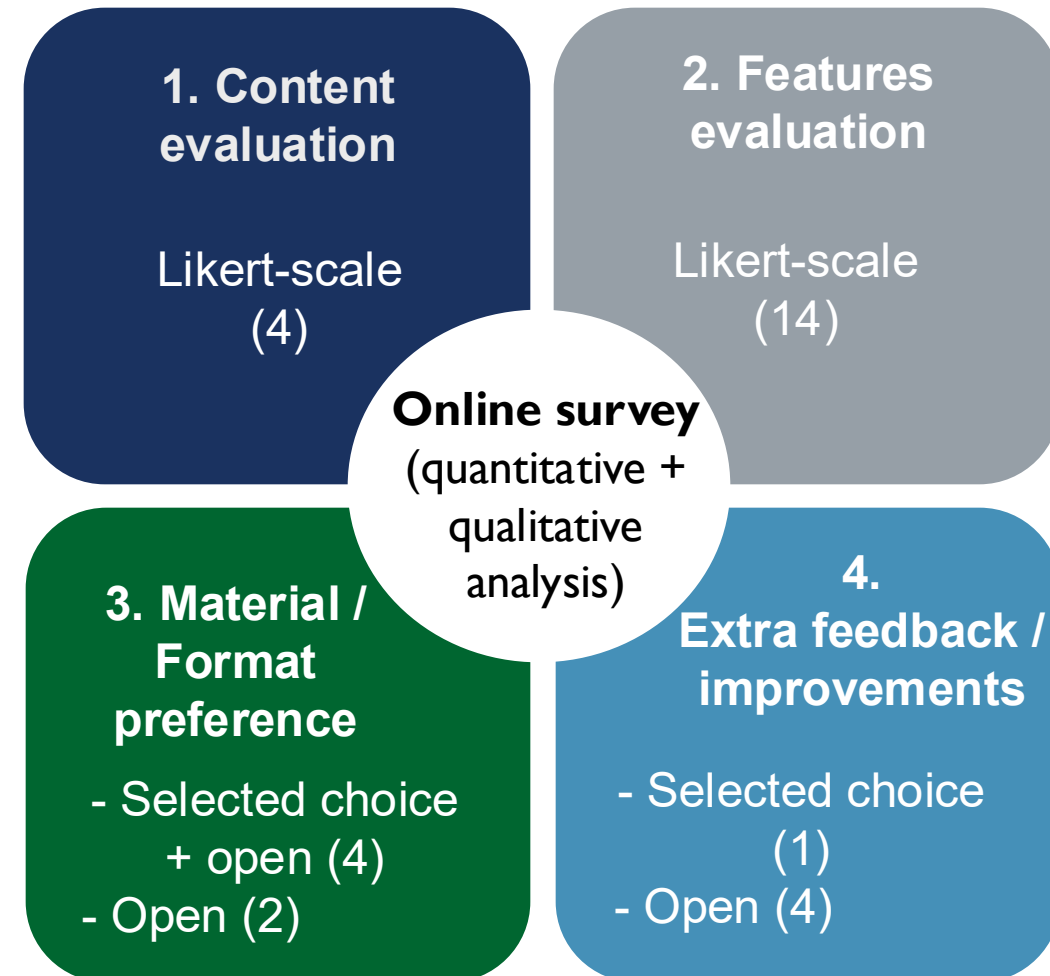 1. Content
evaluation
Likert-scale
(4)
2. Features
evaluation
Likert-scale
(14)
Online survey
(quantitative +
qualitative
analysis)
3. Material /
Format
preference
- Selected choice
+ open (4)
- Open (2)
4.
Extra feedback /
improvements
- Selected choice
(1)
- Open (4)